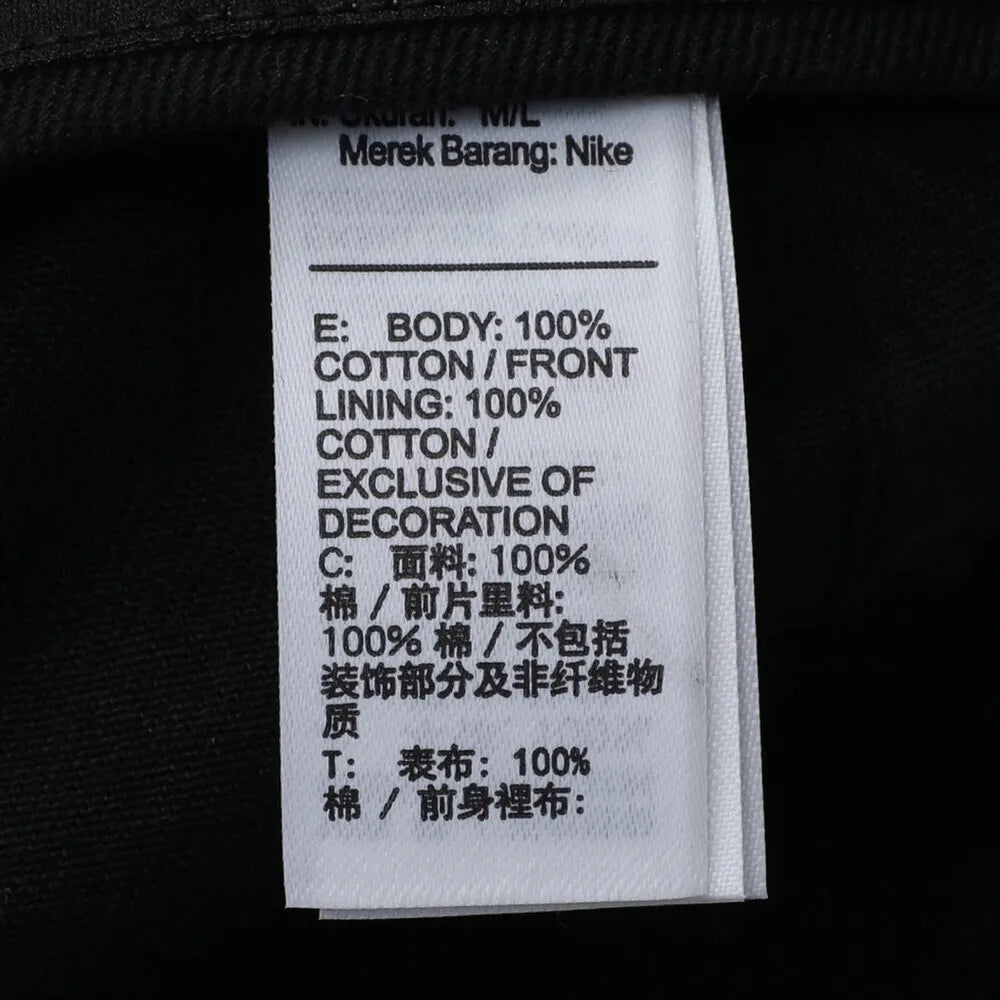 IN: Ukuran: M/L
Merek Barang: Nike
E: BODY: 100%
COTTON / FRONT
LINING: 100%
COTTON /
EXCLUSIVE OF
DECORATION
C: 面料: 100%
棉 / 前片里料:
100% 棉 / 不包括
装饰部分及非纤维物
质
T: 表布: 100%
棉 / 前身裡布: